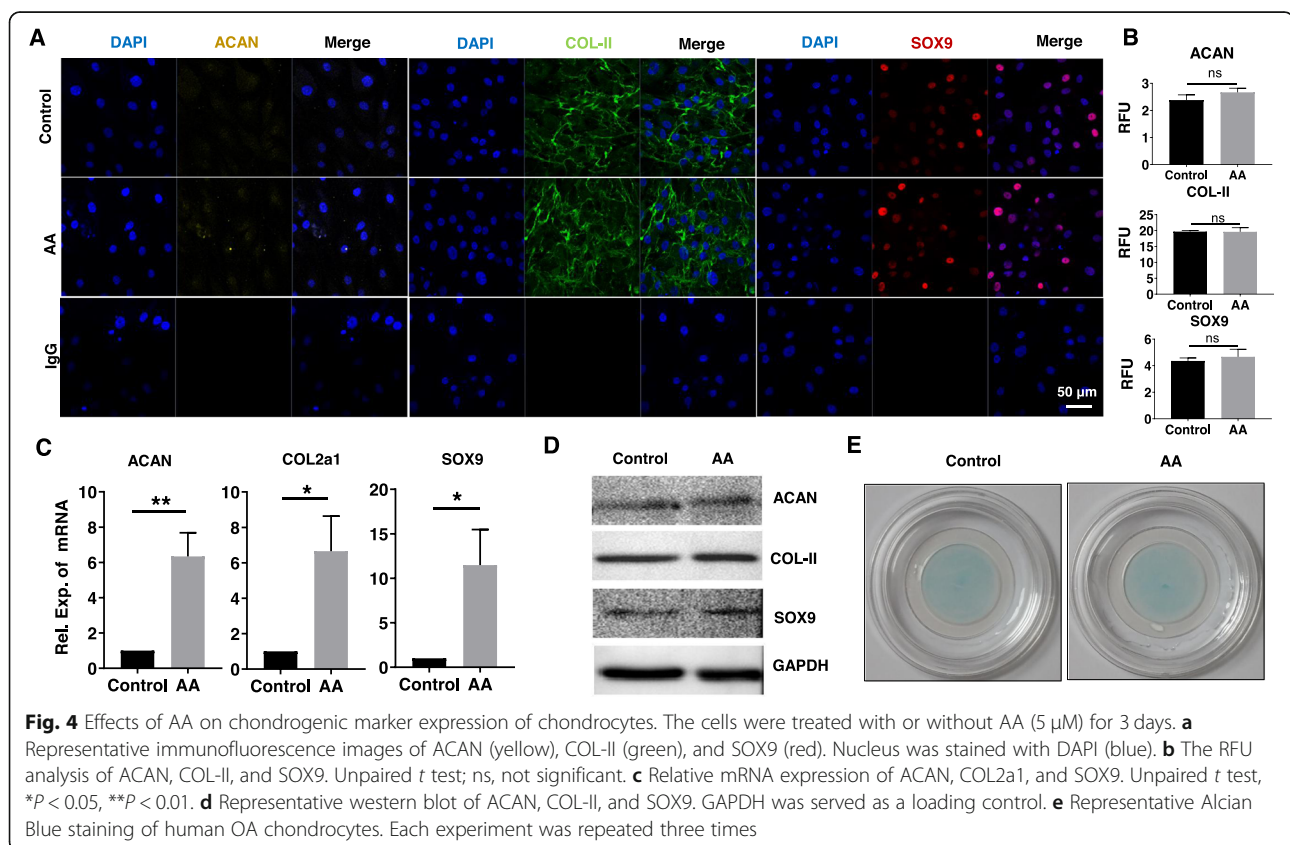 A
DAPI ACAN Merge DAPI COL-II Merge DAPI SOX9 Merge
Control
AA
IgG
50 µm
B
ACAN
ns
RFU
3
2
1
0
Control AA
COL-II
ns
RFU
25
20
15
10
5
0
Control AA
SOX9
ns
RFU
6
4
2
0
Control AA
C
ACAN
**
Rel. Exp. of mRNA
10
8
6
4
2
0
Control AA
COL2a1
*
10
8
6
4
2
0
Control AA
SOX9
*
20
15
10
5
0
Control AA
D
Control AA
ACAN
COL-II
SOX9
GAPDH
E
Control AA
Fig. 4 Effects of AA on chondrogenic marker expression of chondrocytes. The cells were treated with or without AA (5 µM) for 3 days. a
Representative immunofluorescence images of ACAN (yellow), COL-II (green), and SOX9 (red). Nucleus was stained with DAPI (blue). b The RFU
analysis of ACAN, COL-II, and SOX9. Unpaired t test; ns, not significant. c Relative mRNA expression of ACAN, COL2a1, and SOX9. Unpaired t test,
*P < 0.05, **P < 0.01. d Representative western blot of ACAN, COL-II, and SOX9. GAPDH was served as a loading control. e Representative Alcian
Blue staining of human OA chondrocytes. Each experiment was repeated three times